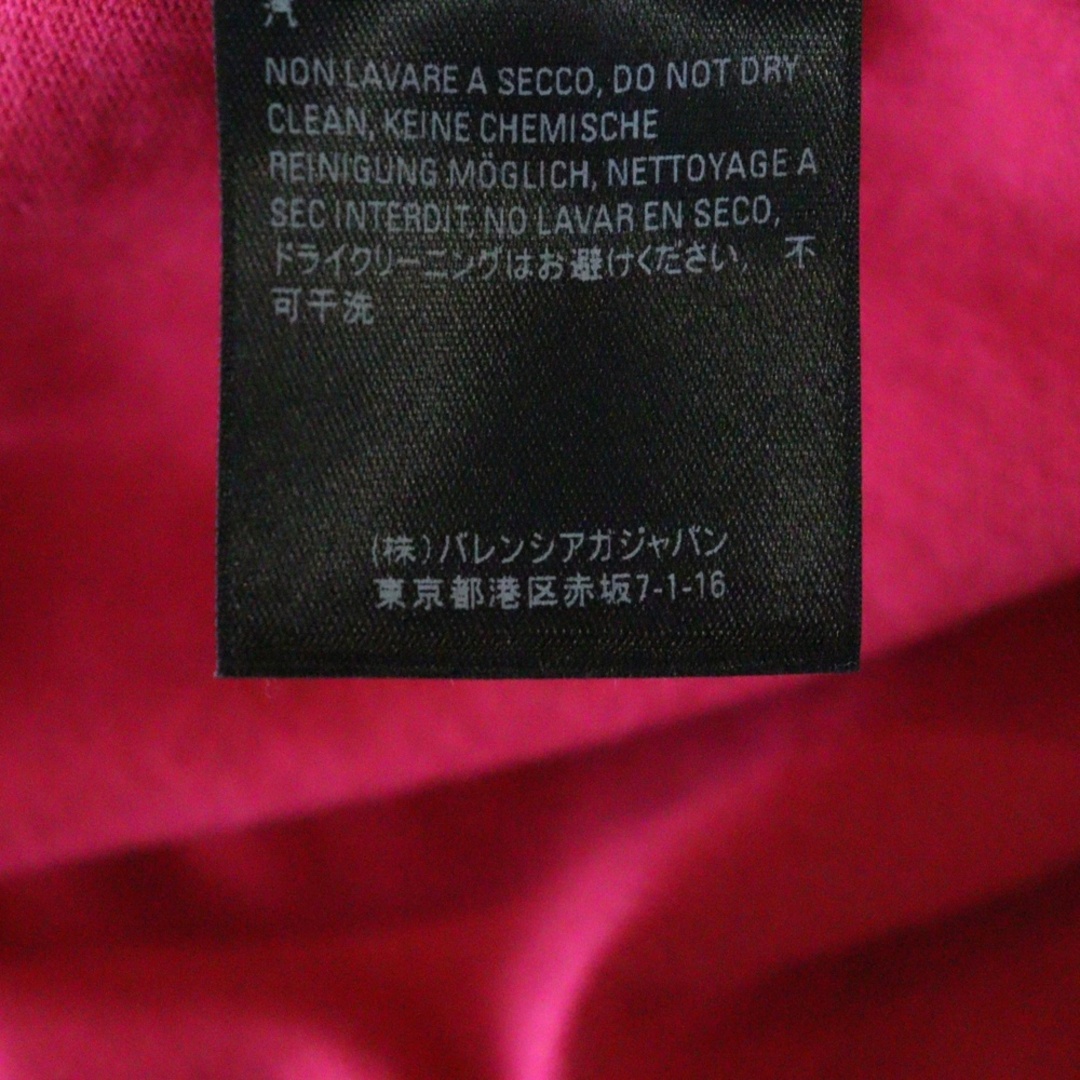 NON LAVARE A SECCO, DO NOT DRY
CLEAN, KEINE CHEMISCHE
REINIGUNG MÖGLICH, NETTOYAGE A
SEC INTERDIT, NO LAVAR EN SECO,
ドライクリーニングはお避けください, 不
可干洗
(株)バレンシアガジャパン
東京都港区赤坂7-1-16